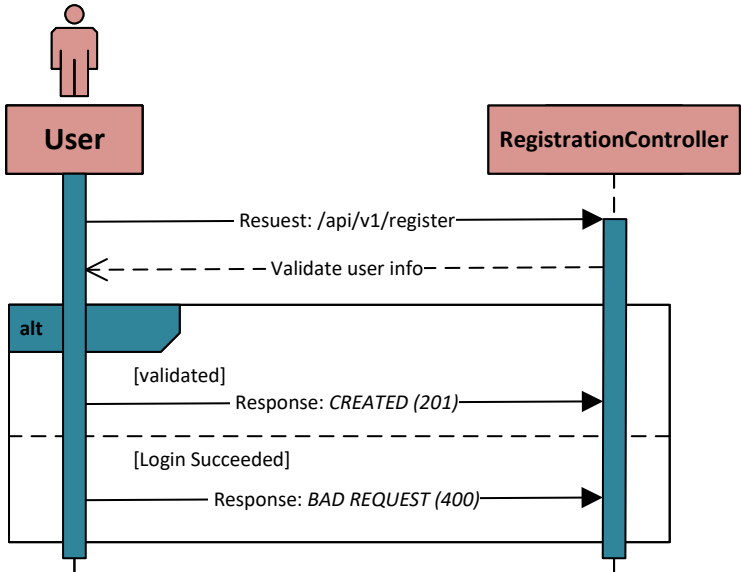 User
RegistrationController
Resuest: /api/v1/register
Validate user info
alt
[validated]
Response: CREATED (201)
[Login Succeeded]
Response: BAD REQUEST (400)